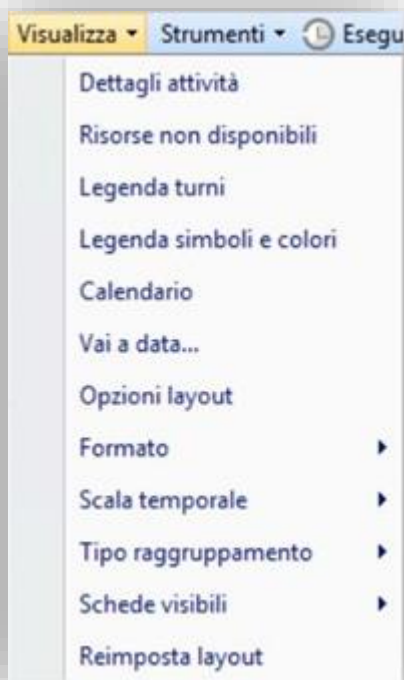 Visualizza Strumenti Esegu
Dettagli attività
Risorse non disponibili
Legenda turni
Legenda simboli e colori
Calendario
Vai a data...
Opzioni layout
Formato
Scala temporale
Tipo raggruppamento
Schede visibili
Reimposta layout